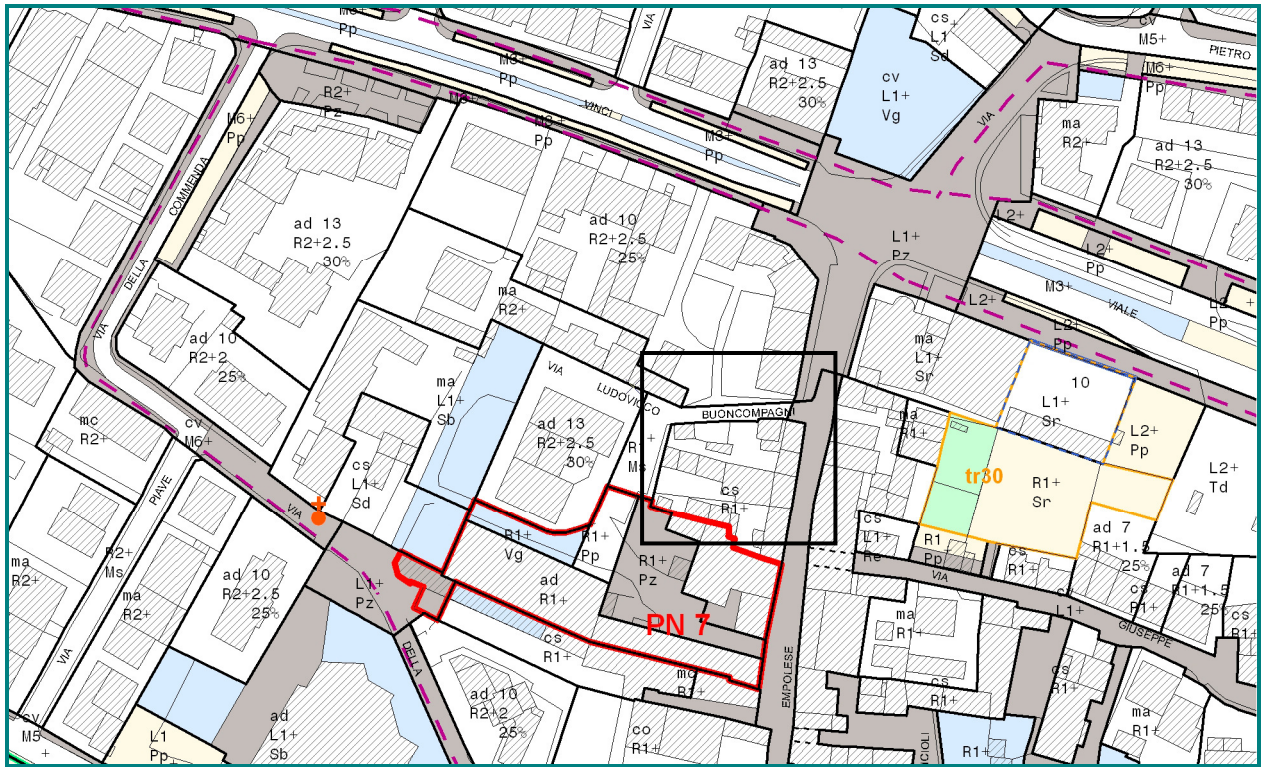 M3+
Pp
M3+
Pp
M3+
VINCI
M3+
Pp
M3+
Pp
VIA
ad 13
R2+2.5
30%
cs
L1
Sd
cv
L1+
Vg
cv
M5+
PIETRO
M6+
Pp
VIA
ma
R2+
ad 13
R2+2.5
30%
R2+
Pz
M6+
Pp
COMMENDA
DELLA
VIA
ad 13
R2+2.5
30%
ad 10
R2+2.5
25%
L2+
L2+
Pp
L1+
Pz
M3+
VIALE
L2+
Pp
L2+
L2+
Pp
ma
R2+
ad 10
R2+2
25%
ma
L1+
Sb
VIA
LUDOVICO
BUONCOMPAGNI
ma
L1+
Sr
10
L1+
Sr
ma
R1+
L2+
Pp
mc
R2+
cv
M6+
ad 13
R2+2.5
30%
R1+
Ms
cs
R1+
tr30
R1+
Sr
L2+
Td
cs
L1+
Sd
PIAVE
VIA
R1+
Vg
R1+
Pp
R1+
Pz
cs
L1+
Re
R1
Pp
cs
R1+
ad 7
R1+1.5
25%
ad 7
R1+1.5
25%
ma
R2+
R2+
Ms
ma
R2+
ad 10
R2+2.5
25%
L1+
Pz
ad
R1+
PN 7
VIA
GIUSEPPE
L1+
cs
R1+
cs
R1+
ma
R1+
cs
R1+
mc
R1+
EMPOLESE
cs
R1+
cs
R1+
VIA
DELLA
ad 10
R2+2
25%
cv
M5
+
L1
Pp
ad
L1+
Sb
co
R1+
CIOLI
R1+
ma
R1+